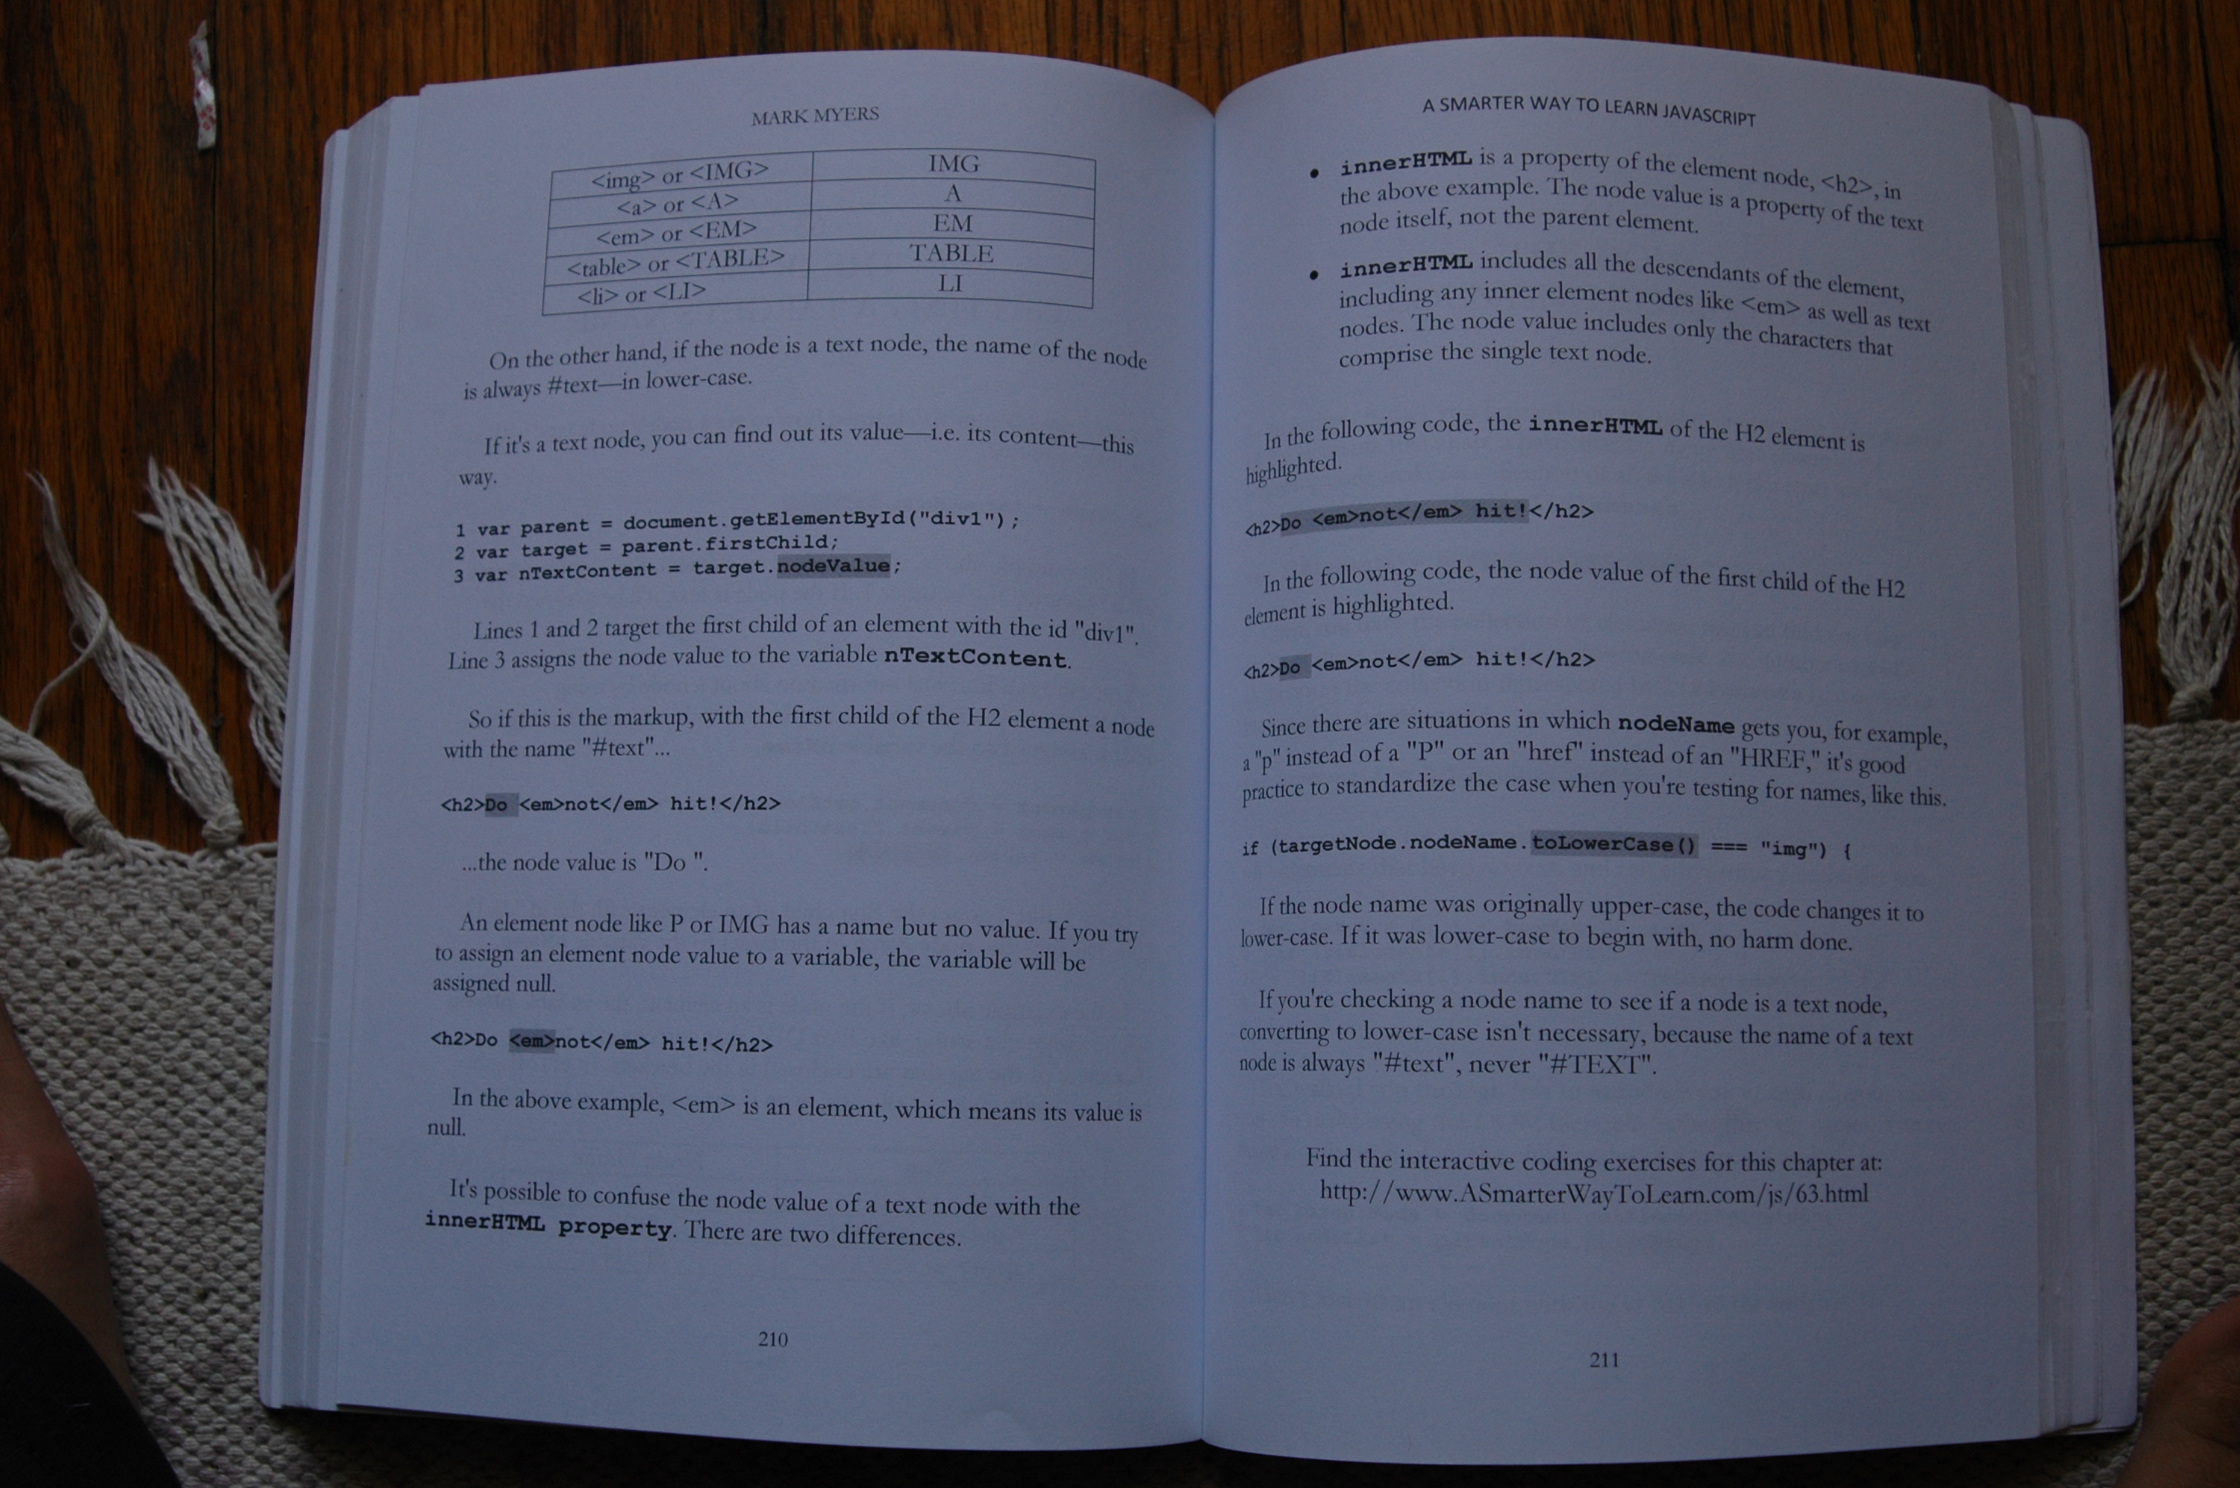 MARK MYERS
<img> or <IMG> IMG
<a> or <A> A
<em> or <EM> EM
<table> or <TABLE> TABLE
<li> or <LI> LI
On the other hand, if the node is a text node, the name of the node
is always #text—in lower-case.
If it's a text node, you can find out its value—i.e. its content—this
way.
1 var parent = document.getElementById("div1");
2 var target = parent.firstChild;
3 var nTextContent = target.nodeValue;
Lines 1 and 2 target the first child of an element with the id "div1".
Line 3 assigns the node value to the variable nTextContent.
So if this is the markup, with the first child of the H2 element a node
with the name "#text"...
<h2>Do <em>not</em> hit!</h2>
...the node value is "Do ".
An element node like P or IMG has a name but no value. If you try
to assign an element node value to a variable, the variable will be
assigned null.
<h2>Do <em>not</em> hit!</h2>
In the above example, <em> is an element, which means its value is
null.
It's possible to confuse the node value of a text node with the
innerHTML property. There are two differences.
210
A SMARTER WAY TO LEARN JAVASCRIPT
• innerHTML is a property of the element node, <h2>, in
the above example. The node value is a property of the text
node itself, not the parent element.
• innerHTML includes all the descendants of the element,
including any inner element nodes like <em> as well as text
nodes. The node value includes only the characters that
comprise the single text node.
In the following code, the innerHTML of the H2 element is
highlighted.
<h2>Do <em>not</em> hit!</h2>
In the following code, the node value of the first child of the H2
element is highlighted.
<h2>Do <em>not</em> hit!</h2>
Since there are situations in which nodeName gets you, for example,
a "p" instead of a "P" or an "href" instead of an "HREF," it's good
practice to standardize the case when you're testing for names, like this.
if (targetNode.nodeName.toLowerCase() === "img") {
If the node name was originally upper-case, the code changes it to
lower-case. If it was lower-case to begin with, no harm done.
If you're checking a node name to see if a node is a text node,
converting to lower-case isn't necessary, because the name of a text
node is always "#text", never "#TEXT".
Find the interactive coding exercises for this chapter at:
http://www.ASmarterWayToLearn.com/js/63.html
211